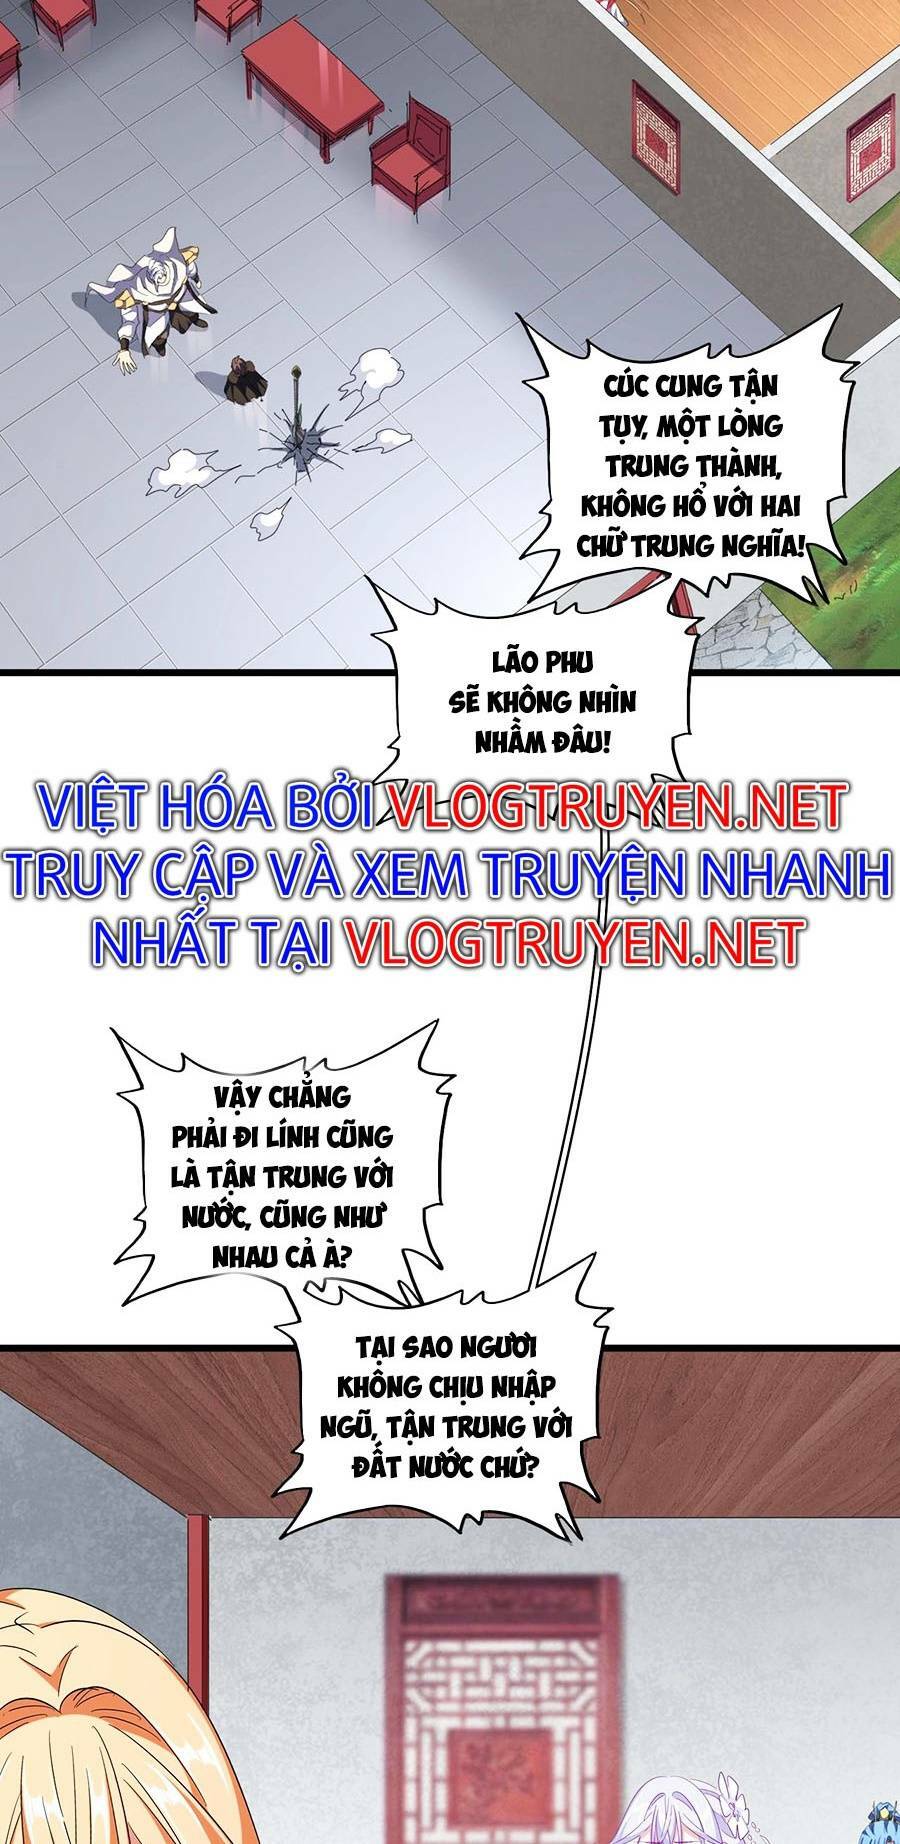 CÚC CUNG TẬN
TỤY, MỘT LÒNG
TRUNG THÀNH,
KHÔNG HỔ VỚI HAI
CHỮ TRUNG NGHĨA!
LÃO PHU
SẼ KHÔNG NHÌN
NHẦM ĐÂU!
VIỆT HÓA BỞI VLOGTRUYEN.NET
TRUY CẬP VÀ XEM TRUYỆN NHANH
NHẤT TẠI VLOGTRUYEN.NET
VẬY CHẲNG
PHẢI ĐI LÍNH CŨNG
LÀ TẬN TRUNG VỚI
NƯỚC, CŨNG NHƯ
NHAU CẢ À?
TẠI SAO NGƯƠI
KHÔNG CHỊU NHẬP
NGŨ, TẬN TRUNG VỚI
ĐẤT NƯỚC CHỨ?